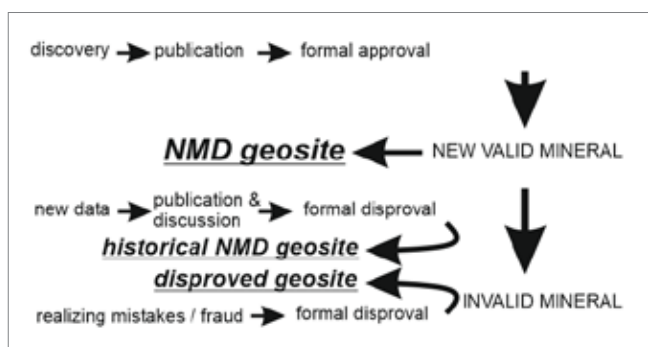 discovery publication formal approval
NMD geosite NEW VALID MINERAL
publication &
new data discussion formal disproval
historical NMD geosite
disproved geosite
INVALID MINERAL
realizing mistakes / fraud formal disproval